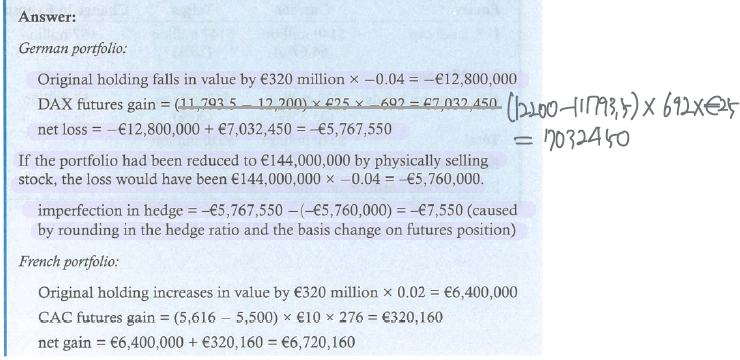 Answer:
German portfolio:
Original holding falls in value by €320 million × −0.04 = −€12,800,000
DAX futures gain = (11,793.5 − 12,200) × €25 × −692 = €7,032,450 (12200-11793,5) × 692×€25
= 7032450
net loss = −€12,800,000 + €7,032,450 = −€5,767,550
If the portfolio had been reduced to €144,000,000 by physically selling
stock, the loss would have been €144,000,000 × −0.04 = −€5,760,000.
imperfection in hedge = −€5,767,550 −(−€5,760,000) = −€7,550 (caused
by rounding in the hedge ratio and the basis change on futures position)
French portfolio:
Original holding increases in value by €320 million × 0.02 = €6,400,000
CAC futures gain = (5,616 − 5,500) × €10 × 276 = €320,160
net gain = €6,400,000 + €320,160 = €6,720,160